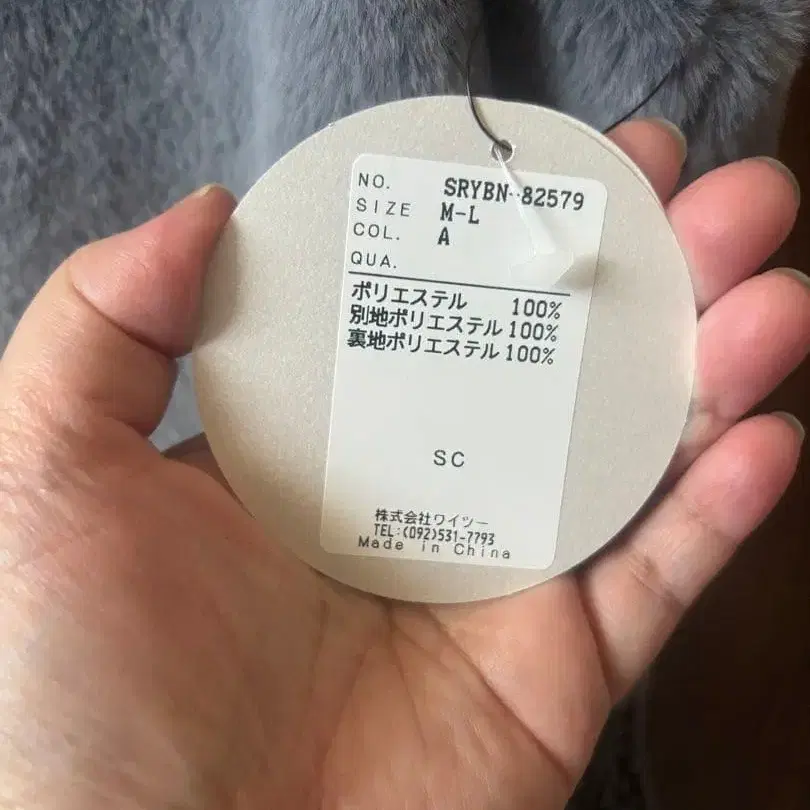 NO. SRYBN-82579
SIZE M-L
COL. A
QUA.
ポリエステル 100%
別地ポリエステル 100%
裏地ポリエステル 100%
SC
株式会社ワイツー
TEL:(092)531-7793
Made in China